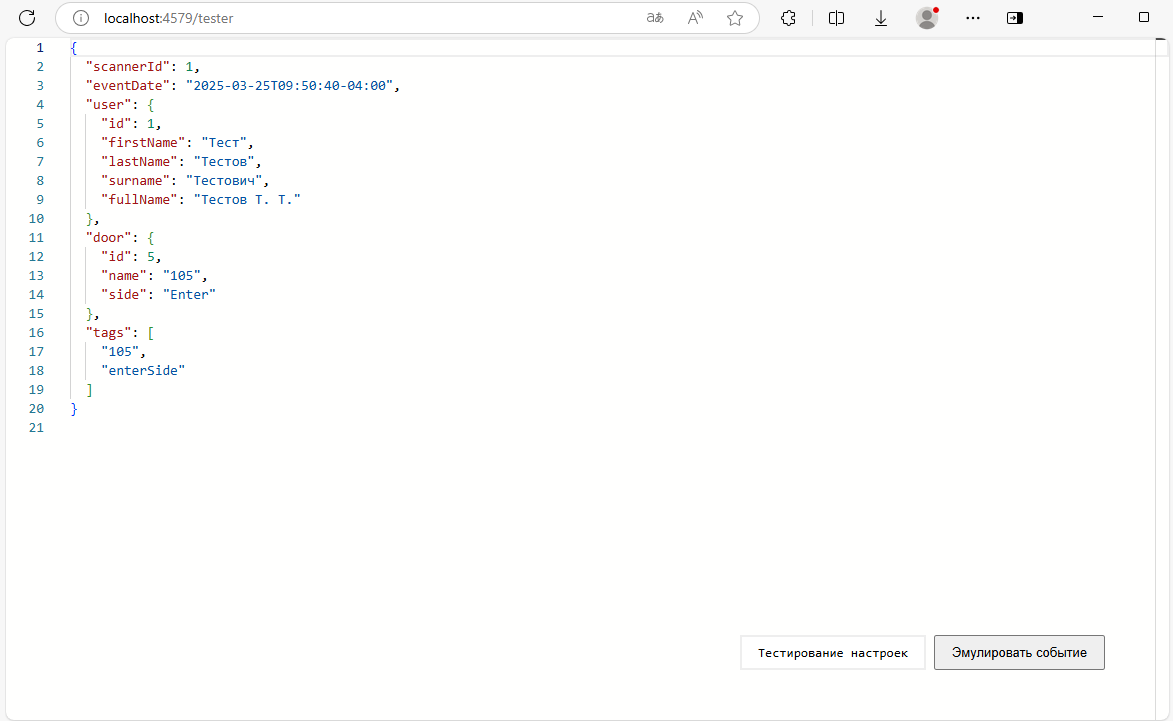 localhost:4579/tester
1 {
2 "scannerId": 1,
3 "eventDate": "2025-03-25T09:50:40-04:00",
4 "user": {
5 "id": 1,
6 "firstName": "Тест",
7 "lastName": "Тестов",
8 "surname": "Тестович",
9 "fullName": "Тестов Т. Т."
10 },
11 "door": {
12 "id": 5,
13 "name": "105",
14 "side": "Enter"
15 },
16 "tags": [
17 "105",
18 "enterSide"
19 ]
20 }
21
Тестирование настроек Эмулировать событие